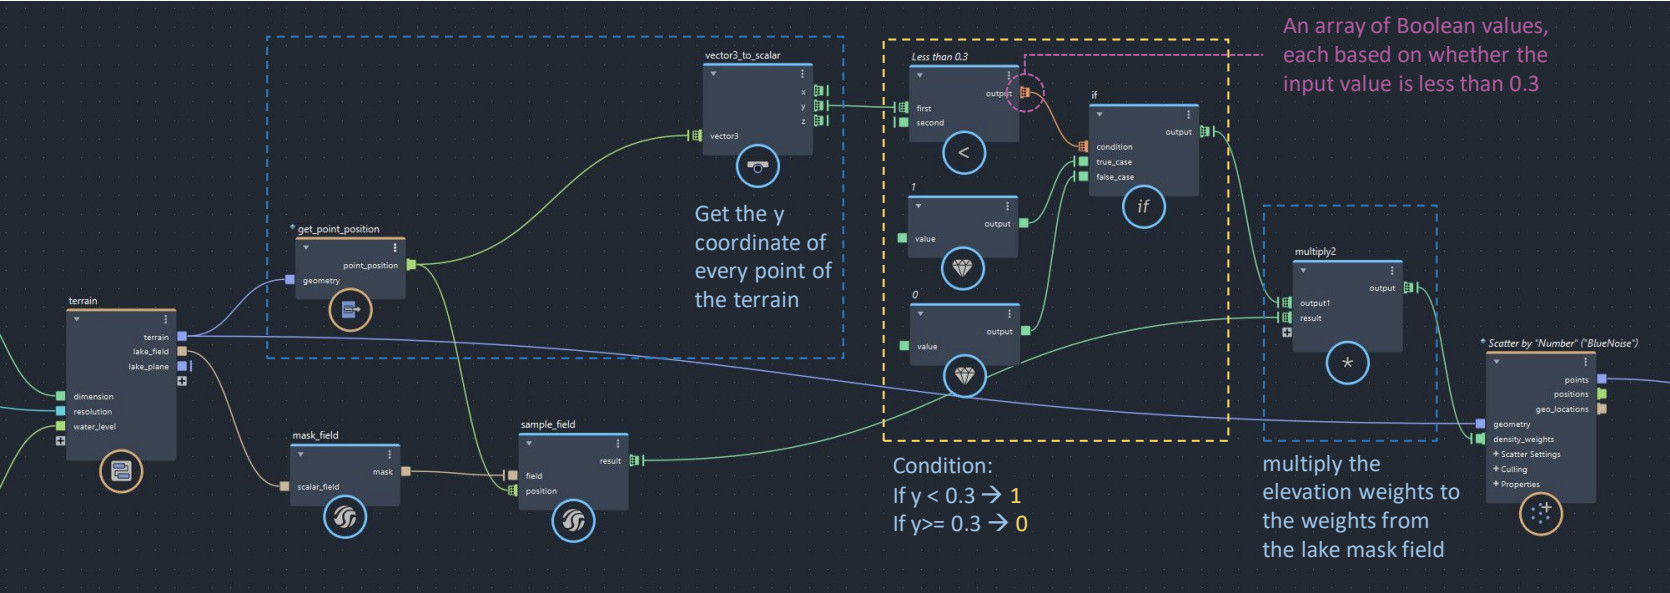 An array of Boolean values,
each based on whether the
input value is less than 0.3
vector3_to_scalar
x
y
z
vector3
Less than 0.3
output
first
second
<
if
output
condition
true_case
false_case
if
1
output
value
0
output
value
Get the y
coordinate of
every point of
the terrain
get_point_position
point_position
geometry
terrain
terrain
lake_field
lake_plane
dimension
resolution
water_level
mask_field
mask
scalar_field
sample_field
result
field
position
Condition:
If y < 0.3 → 1
If y>= 0.3 → 0
multiply2
output
output1
result
*
multiply the
elevation weights to
the weights from
the lake mask field
Scatter by "Number" ("BlueNoise")
points
positions
geo_locations
geometry
density_weights
+ Scatter Settings
+ Culling
+ Properties